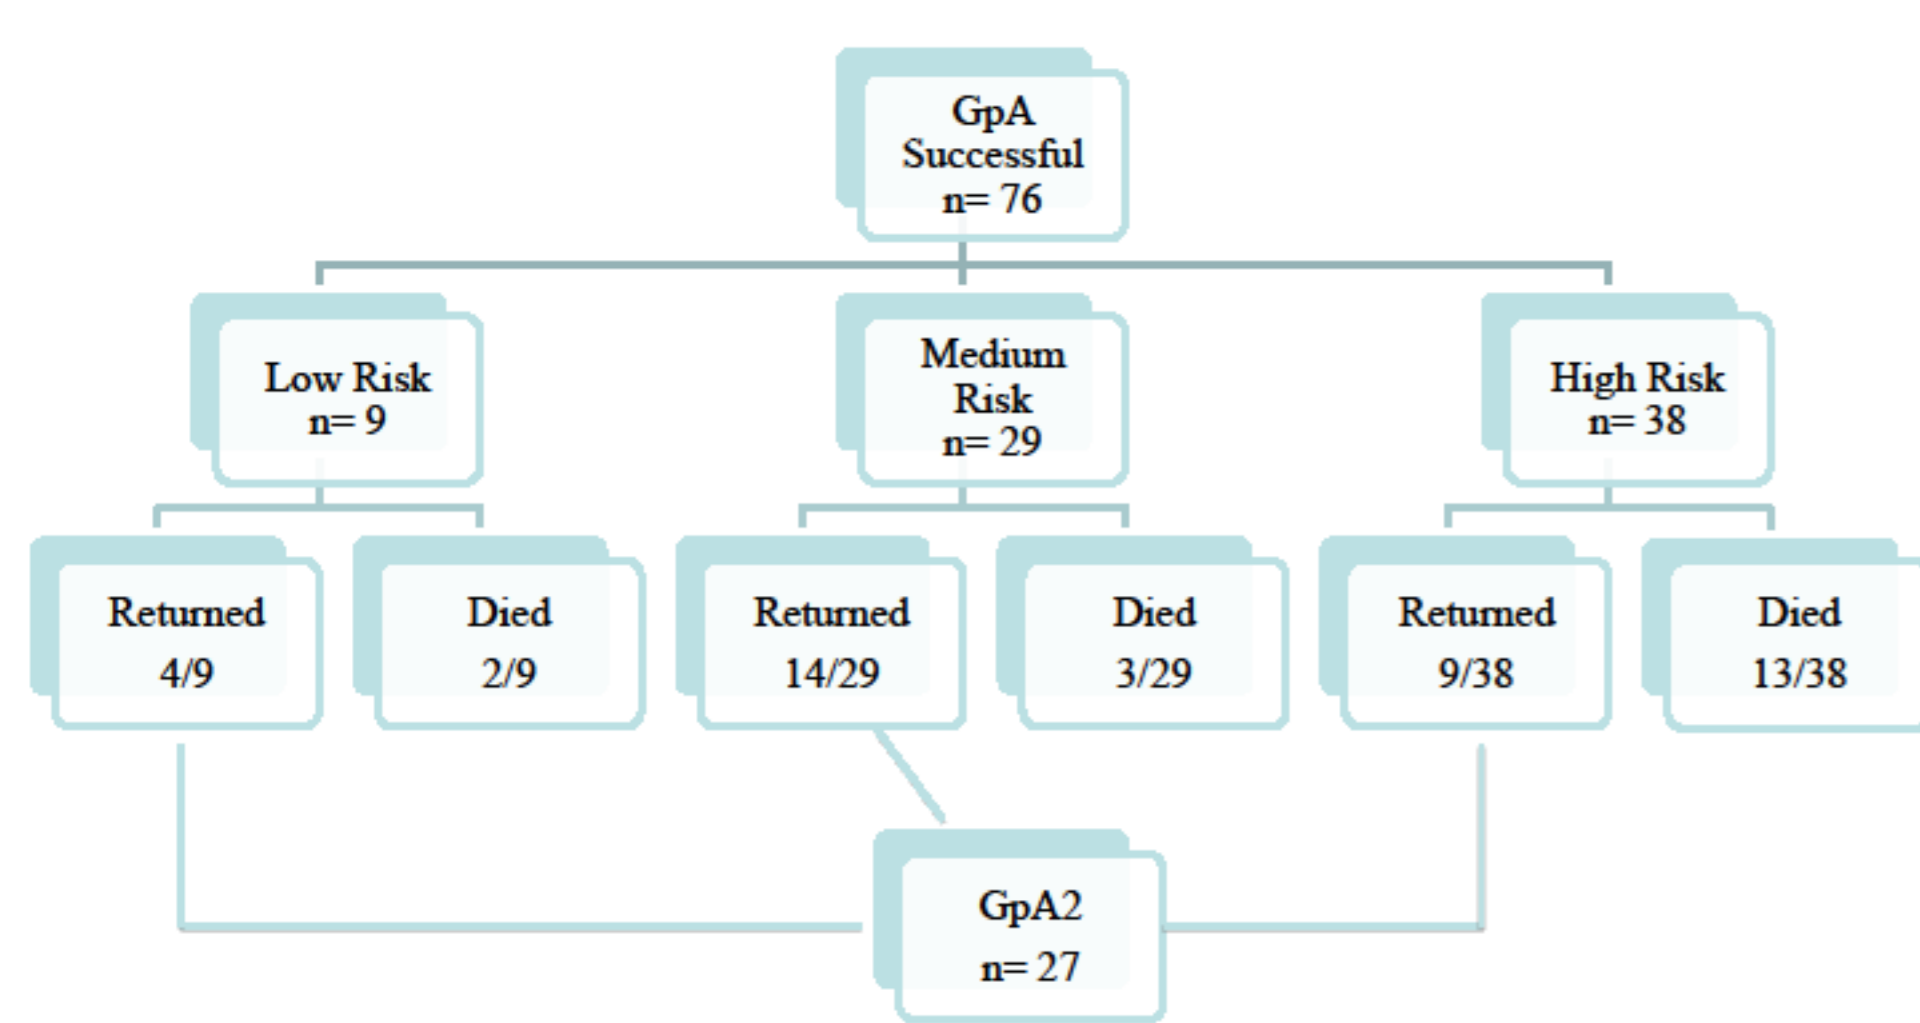 GpA
Successful
n= 76
Low Risk
n= 9
Medium
Risk
n= 29
High Risk
n= 38
Returned
4/9
Died
2/9
Returned
14/29
Died
3/29
Returned
9/38
Died
13/38
GpA2
n= 27